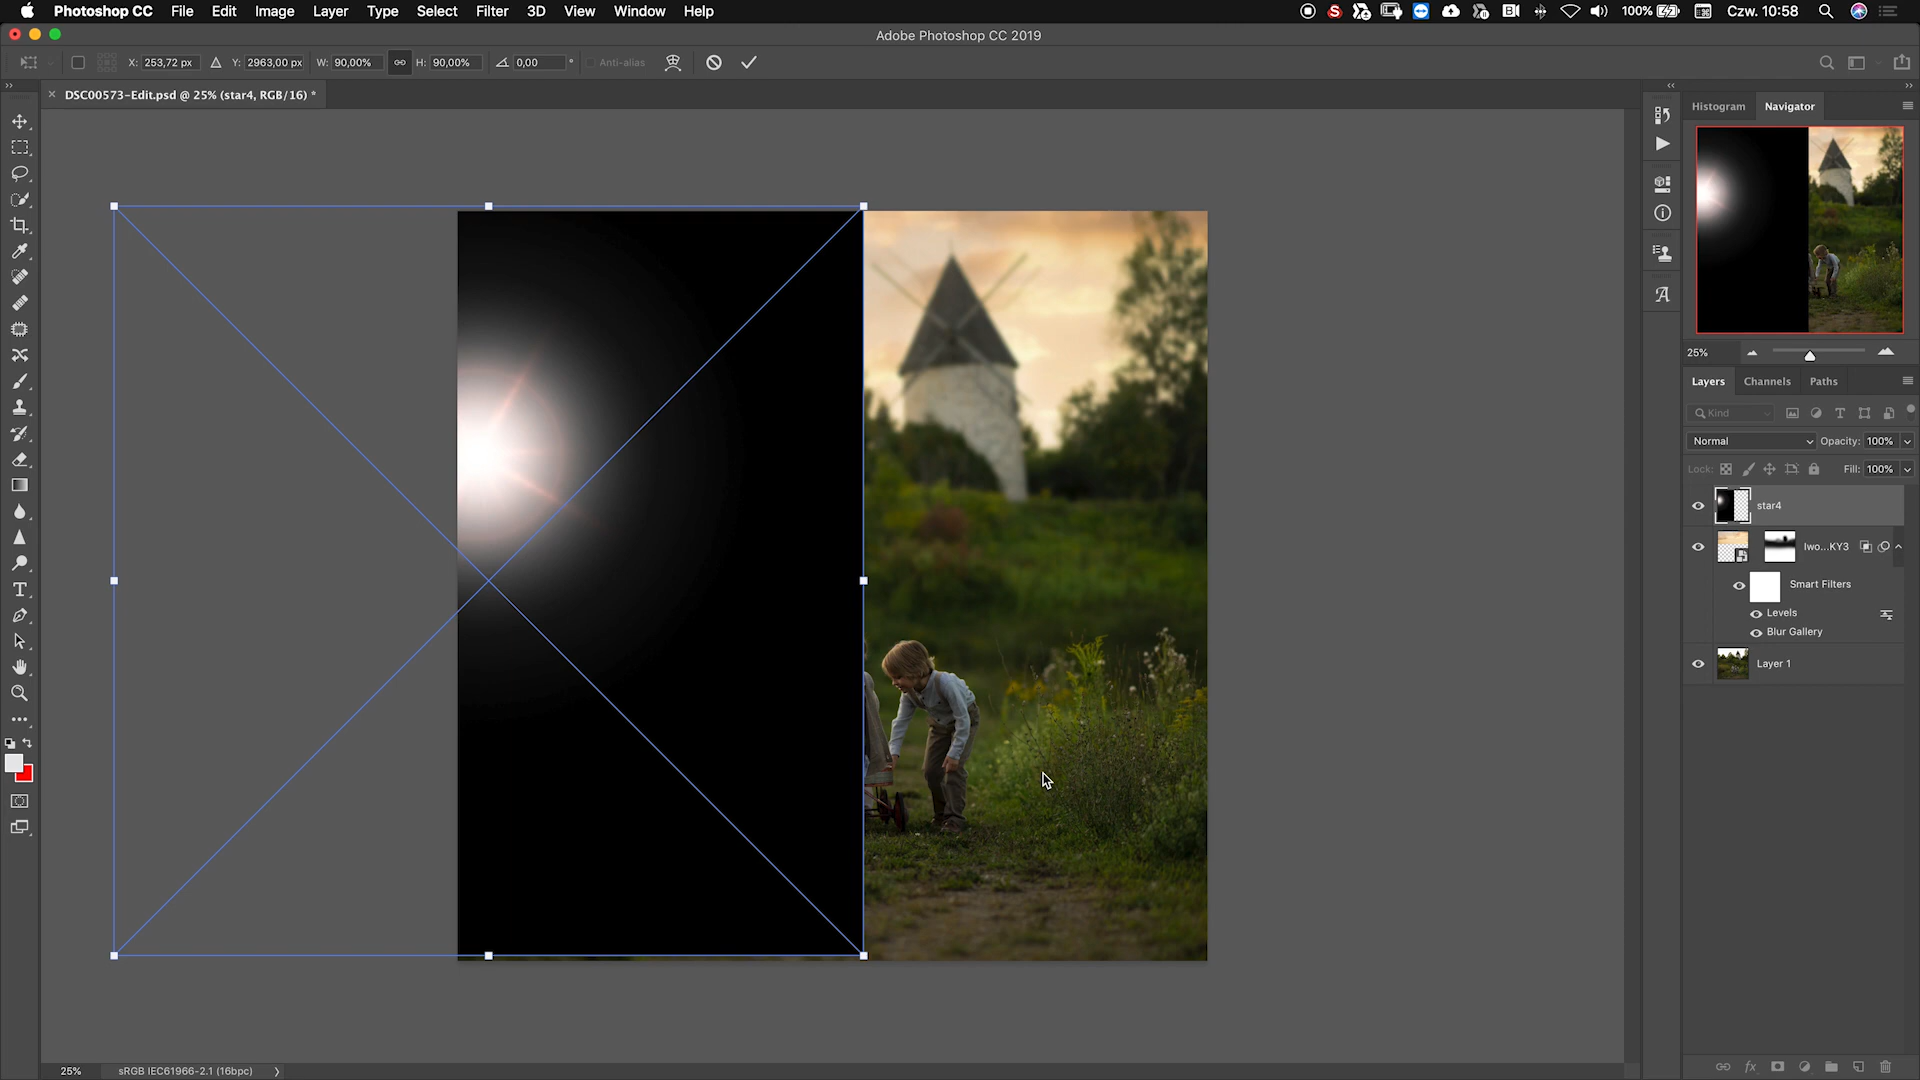 Photoshop CC File Edit Image Layer Type Select Filter 3D View Window Help 100% Czw. 10:58
Adobe Photoshop CC 2019
X: 253,72 px Y: 2963,00 px W: 90,00% H: 90,00% 0,00 ° Anti-alias
DSC00573-Edit.psd @ 25% (star4, RGB/16) *
Histogram Navigator
25%
Layers Channels Paths
Kind
Normal Opacity: 100%
Lock: Fill: 100%
star4
Iwo...KY3
Smart Filters
Levels
Blur Gallery
Layer 1
25% sRGB IEC61966-2.1 (16bpc)